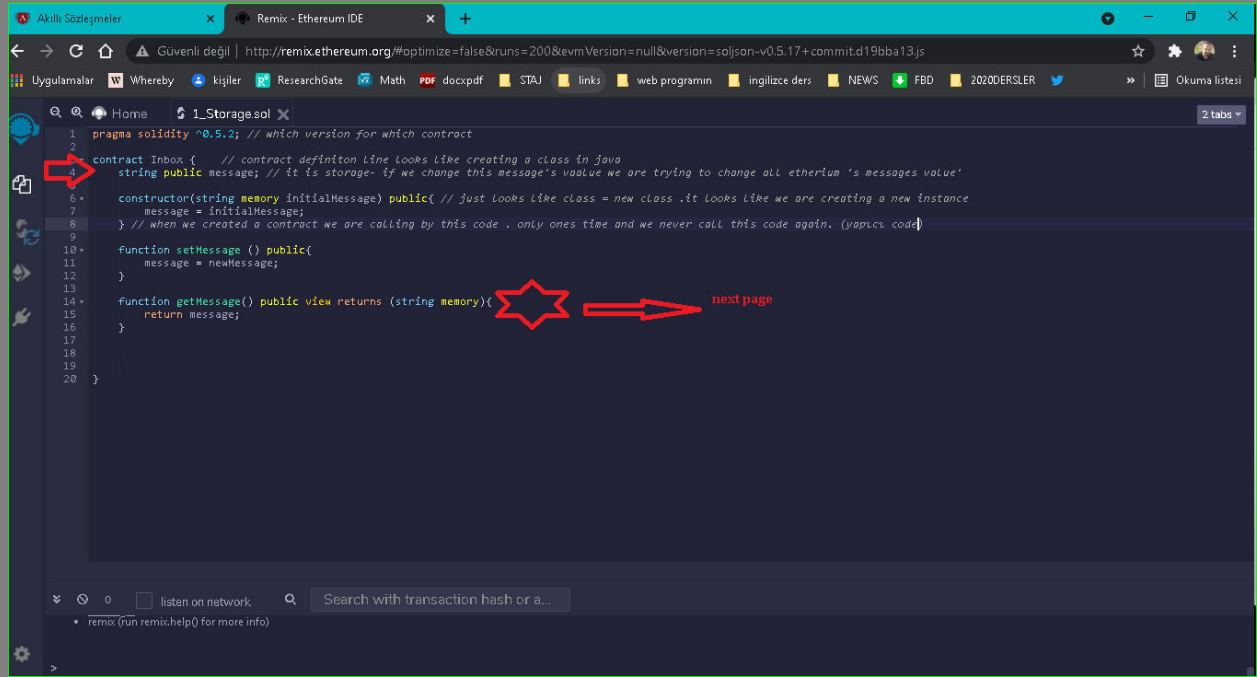 Akıllı Sözleşmeler
Remix - Ethereum IDE
Güvenli değil | http://remix.ethereum.org/#optimize=false&runs=200&evmVersion=null&version=soljson-v0.5.17+commit.d19bba13.js
Uygulamalar W Whereby kişiler R ResearchGate Math PDF docxpdf STAJ links web programın ingilizce ders NEWS FBD 2020DERSLER » Okuma listesi
Home 1_Storage.sol 2 tabs
1 pragma solidity ^0.5.2; // which version for which contract
2
3 contract Inbox { // contract definiton line looks like creating a class in java
4 string public message; // it is storage- if we change this message's vaalue we are trying to change all etherium 's messages value'
5
6 constructor(string memory initialMessage) public{ // just looks like class = new class .it looks like we are creating a new instance
7 message = initialMessage;
8 } // when we created a contract we are calling by this code . only ones time and we never call this code again. (yapıcı code)
9
10 function setMessage () public{
11 message = newMessage;
12 }
13
14 function getMessage() public view returns (string memory){
next page
15 return message;
16 }
17
18
19
20 }
0 listen on network Search with transaction hash or a...
• remix (run remix.help() for more info)
>